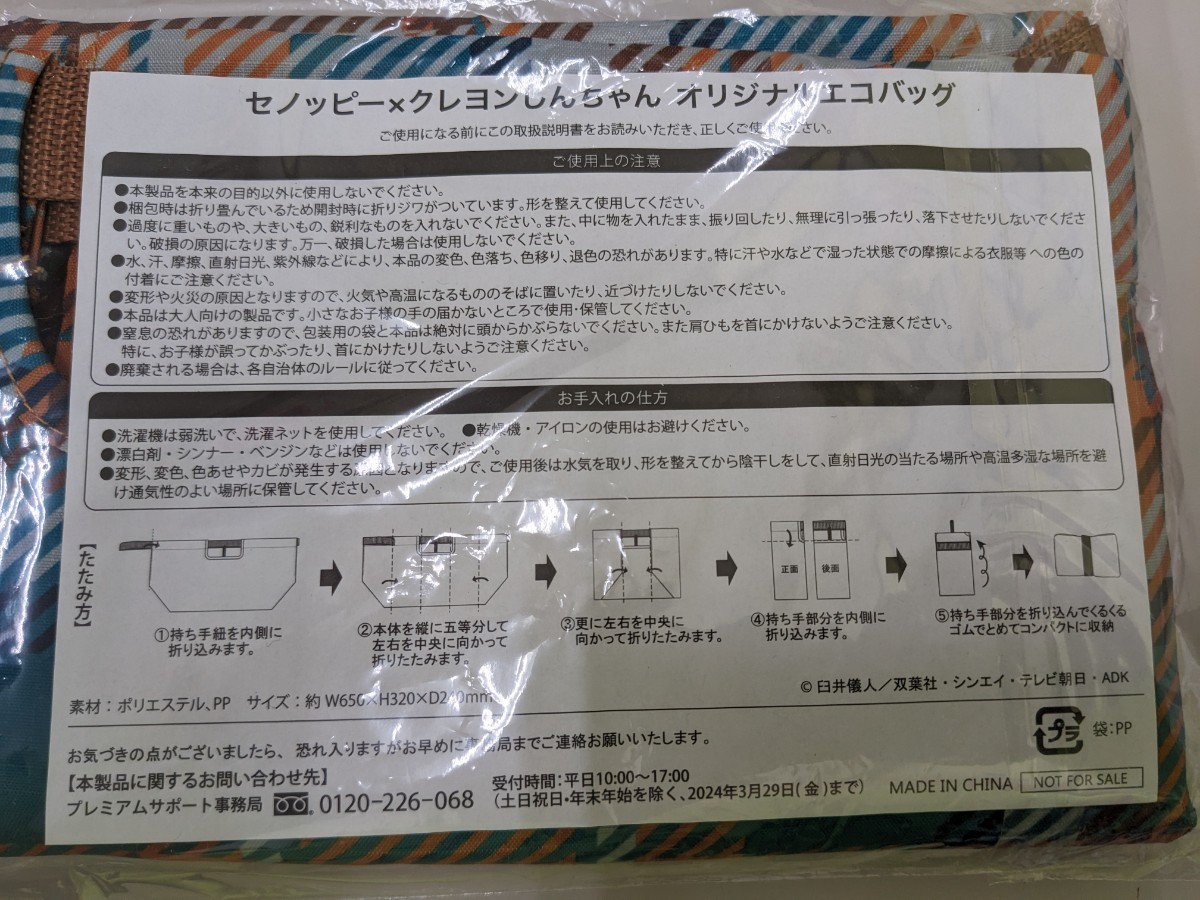 セノッピー×クレヨンしんちゃん オリジナルエコバッグ
ご使用になる前にこの取扱説明書をお読みいただき、正しくご使ください。
ご使用上の注意
●本製品を本来の目的以外に使用しないでください。
●梱包時は折り畳んでいるため開封時に折りジワがついています。形を整えて使用してください。
●過度に重いものや、大きいもの、鋭利なものを入れないでください。また、中に物を入れたまま、振り回したり、無理に引っ張ったり、落下させたりしないでくださ
い。破損の原因になります。万一、破損した場合は使用しないでください。
●水、汗、摩擦、直射日光、紫外線などにより、本品の変色、色落ち、色移り、退色の恐れがあります。特に汗や水などで湿った状態での摩擦による衣服等 への色の
付着にご注意ください。
●変形や火災の原因となりますので、火気や高温になるもののそばに置いたり、近づけたりしないでください。
●本品は大人向けの製品です。小さなお子様の手の届かないところで使用・保管してください。
●窒息の恐れがありますので、包装用の袋と本品は絶対に頭からかぶらないでください。また肩ひもを首にかけないようご注意ください。
特に、お子様が誤ってかぶったり、首にかけたりしないようご注意ください。
●廃棄される場合は、各自治体のルールに従ってください。
お手入れの仕方
●洗濯機は弱洗いで、洗濯ネットを使用してください。 ●乾燥機・アイロンの使用はお避けください。
●漂白剤・シンナー・ベンジンなどは使用しないでください。
●変形、変色、色あせやカビが発生する原因となりますので、ご使用後は水気を取り、形を整えてから陰干しをして、直射日光の当たる場所や高温多湿な場所を避
け通気性のよい場所に保管してください。
【たたみ方】
①持ち手紐を内側に
折り込みます。
②本体を縦に五等分して
左右を中央に向かって
折りたたみます。
③更に左右を中央に
向かって折りたたみます。
正面 後面
④持ち手部分を内側に
折り込みます。
⑤持ち手部分を折り込んでくるくる
ゴムでとめてコンパクトに収納
© 臼井儀人／双葉社・シンエイ・テレビ朝日・ADK
素材：ポリエステル、PP サイズ：約 W650×H320×D240mm
お気づきの点がございましたら、恐れ入りますがお早めに事務局までご連絡お願いいたします。
プラ 袋：PP
【本製品に関するお問い合わせ先】
プレミアムサポート事務局 0120-226-068
受付時間：平日10:00〜17:00
（土日祝日・年末年始を除く、2024年3月29日(金)まで）
MADE IN CHINA NOT FOR SALE